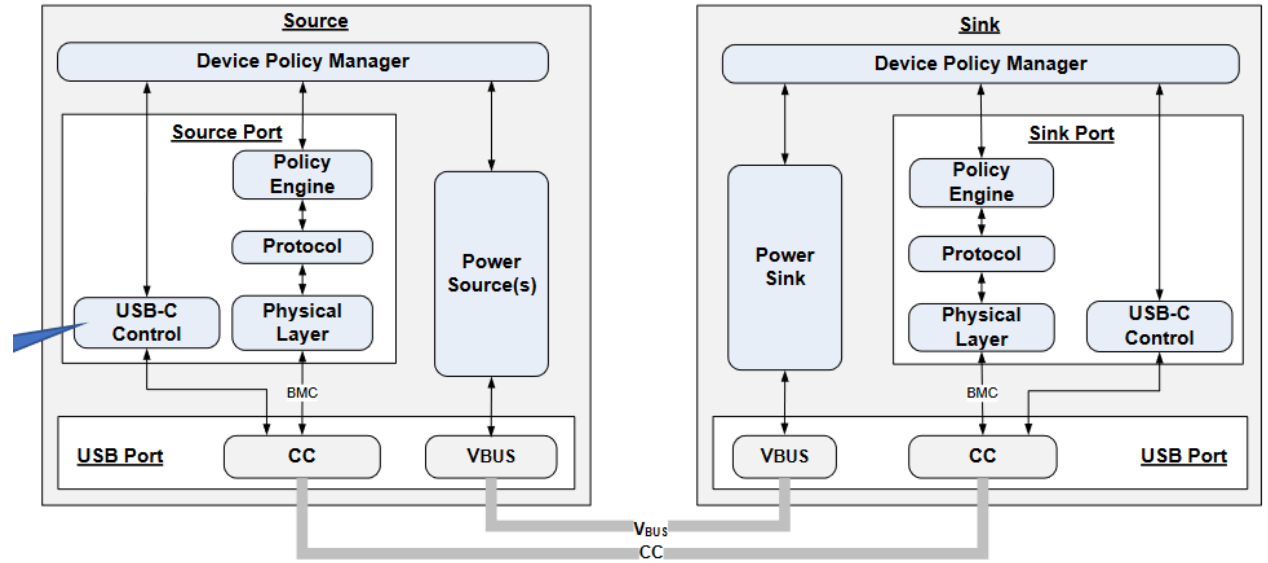 Source
Device Policy Manager
Source Port
Policy
Engine
Protocol
Physical
Layer
USB-C
Control
Power
Source(s)
BMC
USB Port
CC
VBUS
Sink
Device Policy Manager
Sink Port
Policy
Engine
Protocol
Physical
Layer
USB-C
Control
Power
Sink
BMC
VBUS
CC
USB Port
VBUS
CC